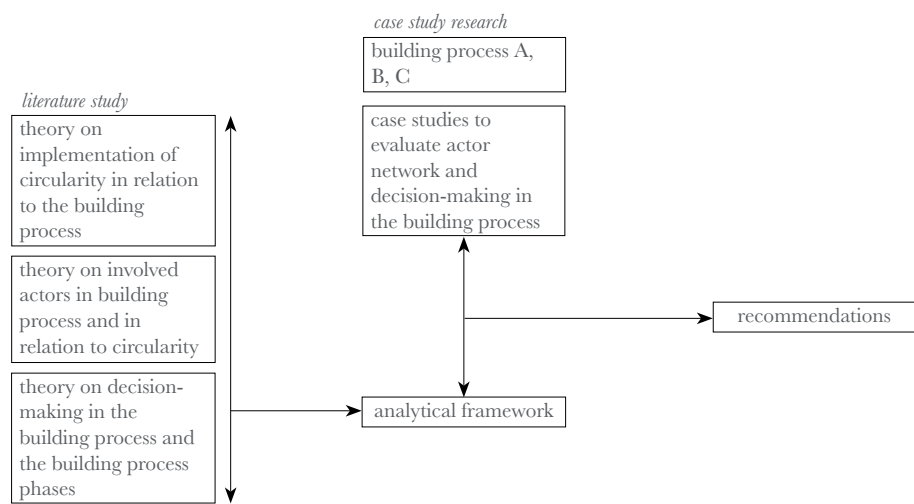 case study research
building process A,
B, C
literature study
theory on
implementation of
circularity in relation
to the building
process
case studies to
evaluate actor
network and
decision-making in
the building process
theory on involved
actors in building
process and in
relation to circularity
recommendations
theory on decision-
making in the
building process and
the building process
phases
analytical framework